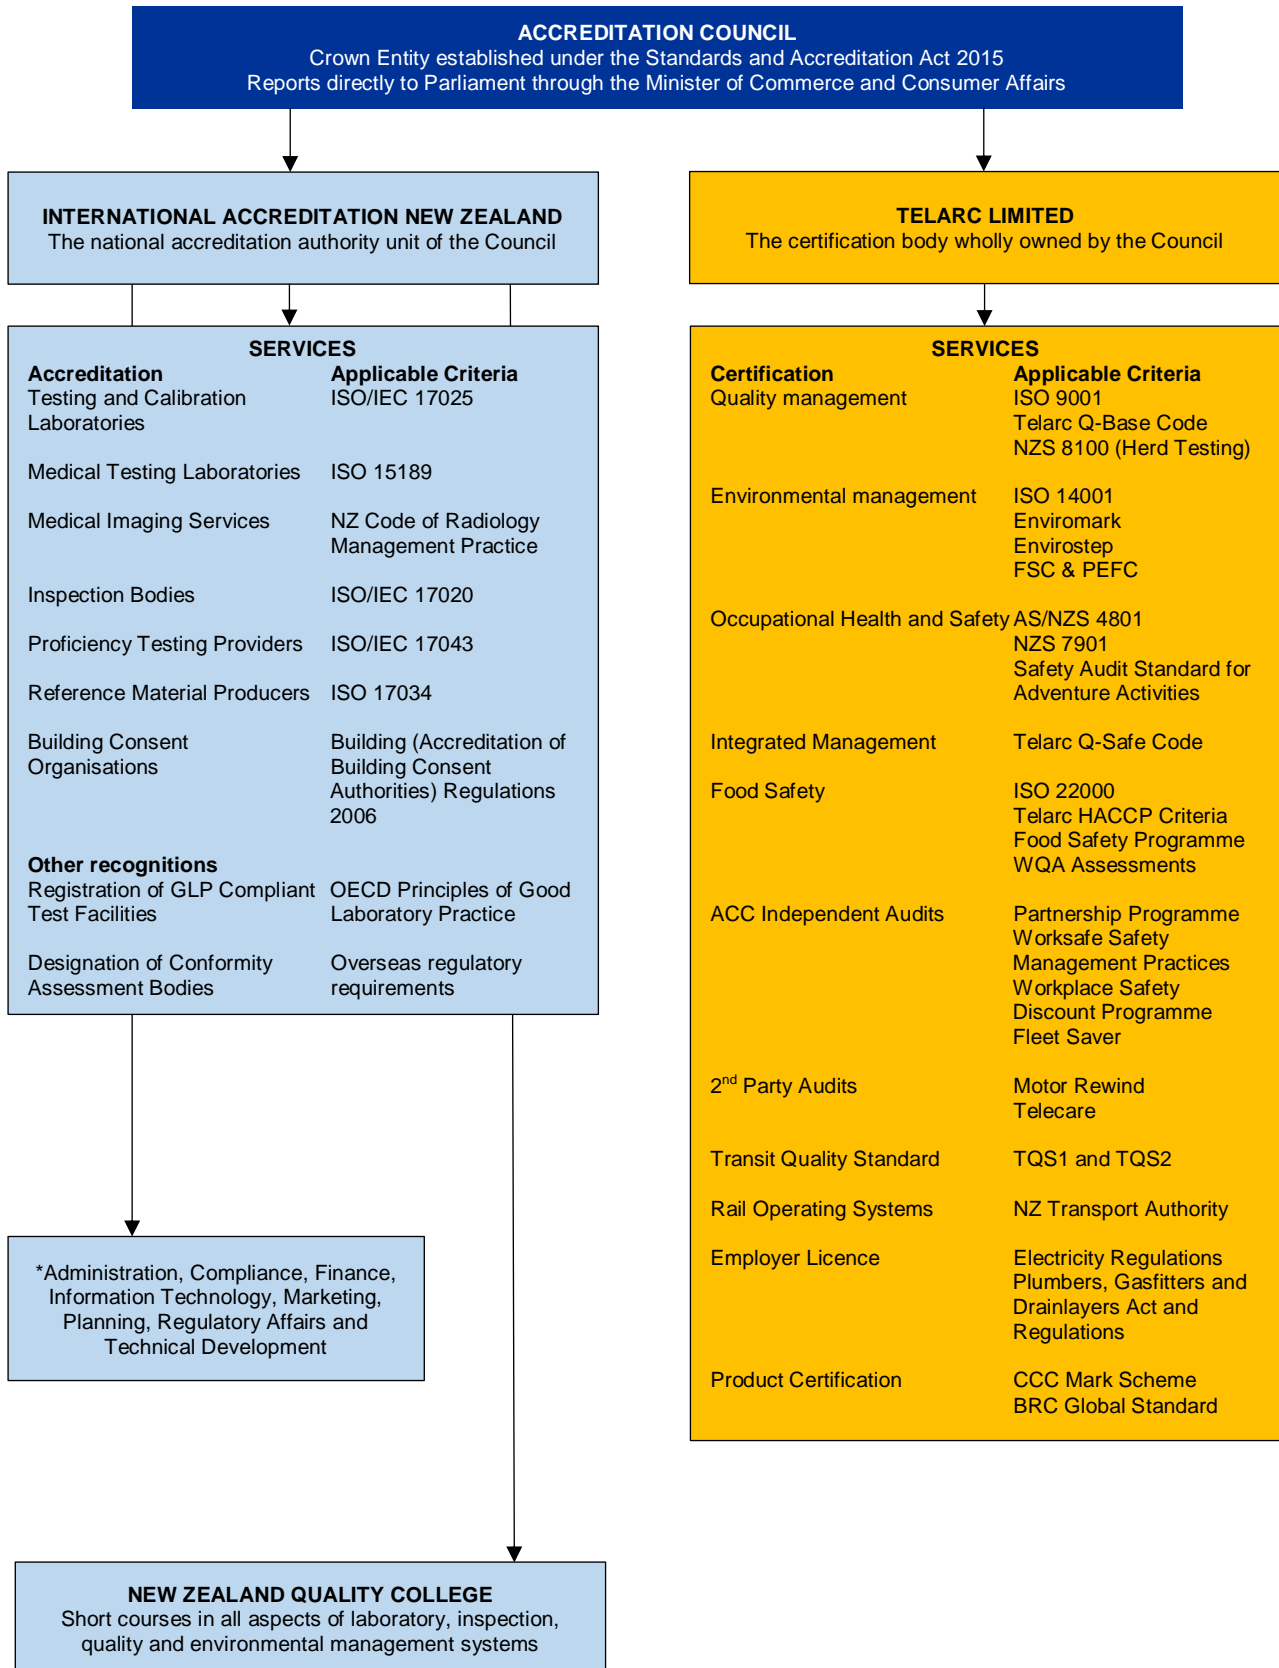 ACCREDITATION COUNCIL
Crown Entity established under the Standards and Accreditation Act 2015
Reports directly to Parliament through the Minister of Commerce and Consumer Affairs
INTERNATIONAL ACCREDITATION NEW ZEALAND
The national accreditation authority unit of the Council
SERVICES
Accreditation Applicable Criteria
Testing and Calibration ISO/IEC 17025
Laboratories
Medical Testing Laboratories ISO 15189
Medical Imaging Services NZ Code of Radiology
Management Practice
Inspection Bodies ISO/IEC 17020
Proficiency Testing Providers ISO/IEC 17043
Reference Material Producers ISO 17034
Building Consent Building (Accreditation of
Organisations Building Consent
Authorities) Regulations
2006
Other recognitions
Registration of GLP Compliant OECD Principles of Good
Test Facilities Laboratory Practice
Designation of Conformity Overseas regulatory
Assessment Bodies requirements
*Administration, Compliance, Finance,
Information Technology, Marketing,
Planning, Regulatory Affairs and
Technical Development
NEW ZEALAND QUALITY COLLEGE
Short courses in all aspects of laboratory, inspection,
quality and environmental management systems
TELARC LIMITED
The certification body wholly owned by the Council
SERVICES
Certification Applicable Criteria
Quality management ISO 9001
Telarc Q-Base Code
NZS 8100 (Herd Testing)
Environmental management ISO 14001
Enviromark
Envirostep
FSC & PEFC
Occupational Health and Safety AS/NZS 4801
NZS 7901
Safety Audit Standard for
Adventure Activities
Integrated Management Telarc Q-Safe Code
Food Safety ISO 22000
Telarc HACCP Criteria
Food Safety Programme
WQA Assessments
ACC Independent Audits Partnership Programme
Worksafe Safety
Management Practices
Workplace Safety
Discount Programme
Fleet Saver
2nd Party Audits Motor Rewind
Telecare
Transit Quality Standard TQS1 and TQS2
Rail Operating Systems NZ Transport Authority
Employer Licence Electricity Regulations
Plumbers, Gasfitters and
Drainlayers Act and
Regulations
Product Certification CCC Mark Scheme
BRC Global Standard